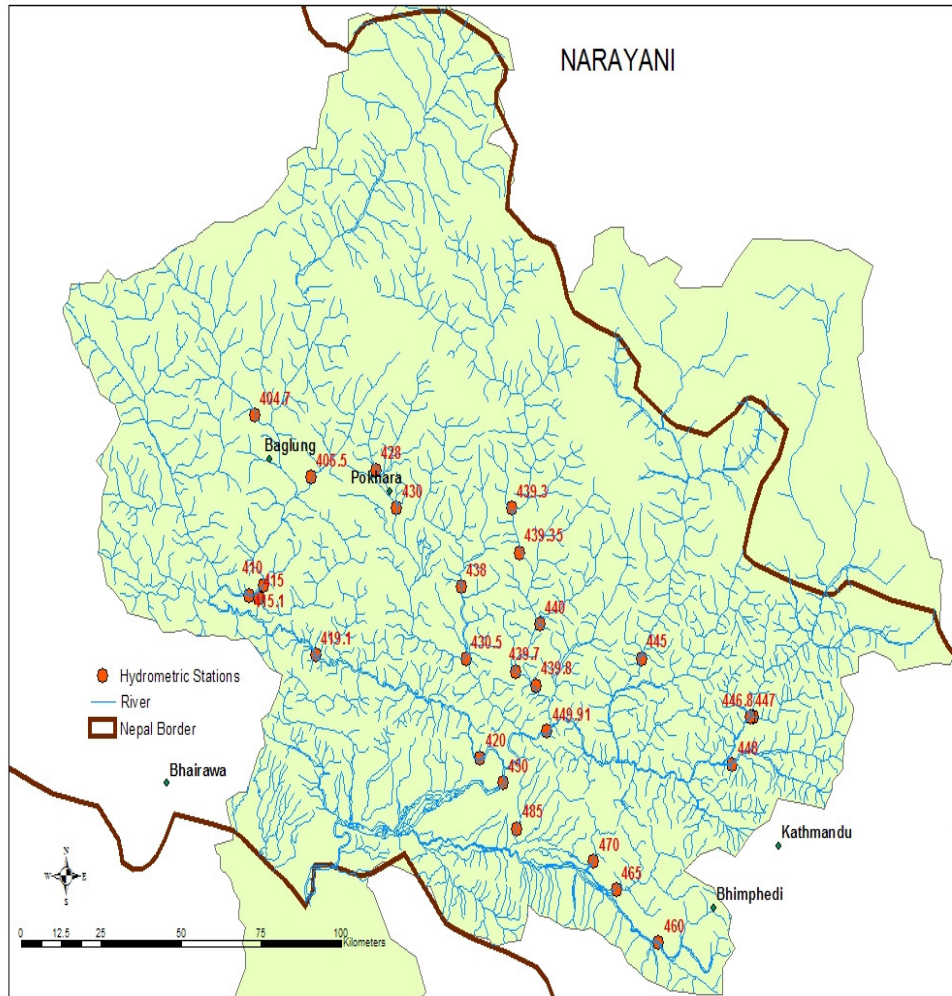 NARAYANI
404.7
Baglung
406.5
428
Pokhara
430
439.3
439.35
410
415
415.1
438
440
419.1
430.5
439.7
439.8
445
446.8
447
449.91
420
448
450
485
470
465
460
Hydrometric Stations
River
Nepal Border
Bhairawa
Kathmandu
Bhimphedi
N
W E
S
0 12.5 25 50 75 100
Kilometers